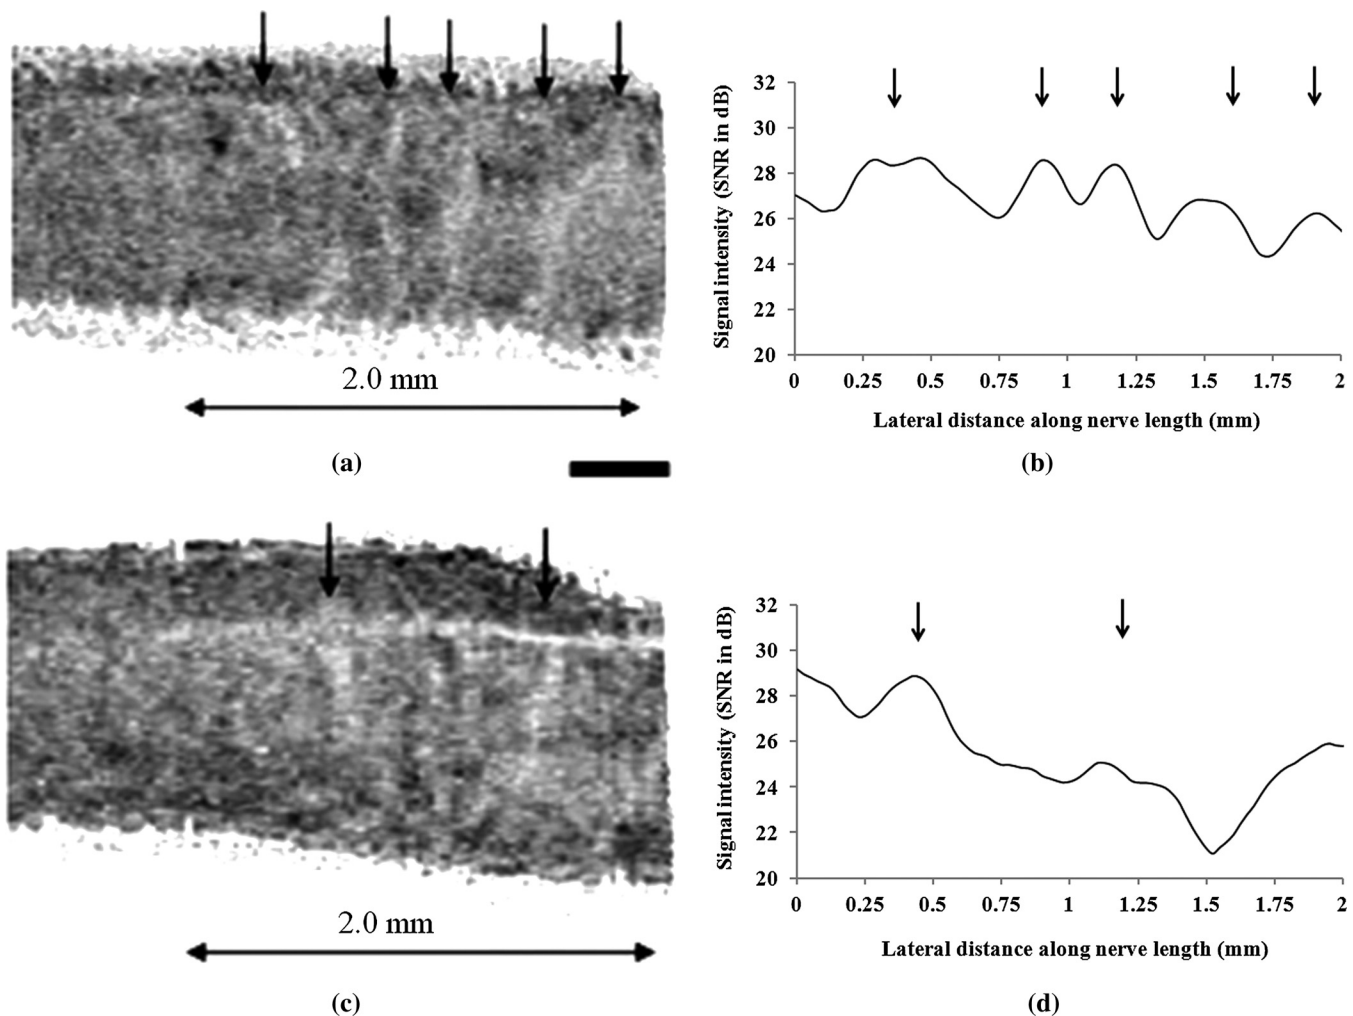 2.0 mm
(a)
Signal intensity (SNR in dB)
32
30
28
26
24
22
20
0 0.25 0.5 0.75 1 1.25 1.5 1.75 2
Lateral distance along nerve length (mm)
(b)
2.0 mm
(c)
Signal intensity (SNR in dB)
32
30
28
26
24
22
20
0 0.25 0.5 0.75 1 1.25 1.5 1.75 2
Lateral distance along nerve length (mm)
(d)